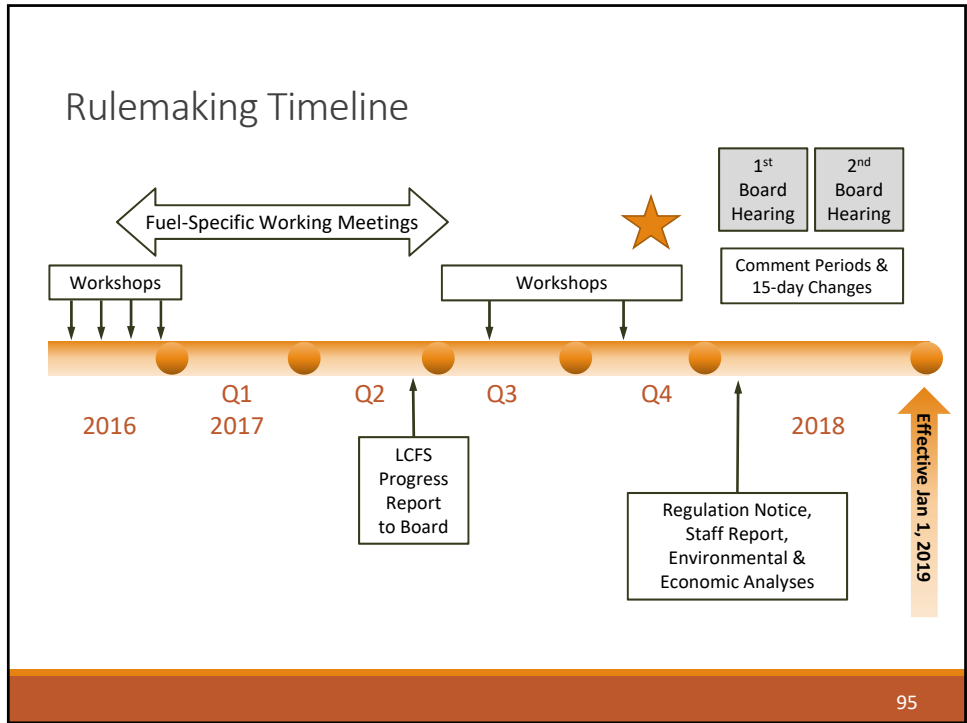 Rulemaking Timeline
1st
Board
Hearing
2nd
Board
Hearing
Fuel-Specific Working Meetings
Workshops
Workshops
Comment Periods &
15-day Changes
Q1
Q2
Q3
Q4
2016
2017
2018
LCFS
Progress
Report
to Board
Regulation Notice,
Staff Report,
Environmental &
Economic Analyses
Effective Jan 1, 2019
95